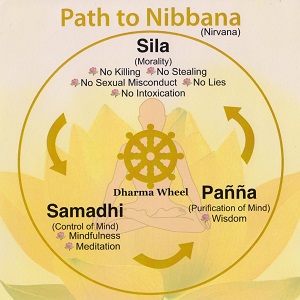 Path to Nibbana
(Nirvana)
Sila
(Morality)
No Killing No Stealing
No Sexual Misconduct No Lies
No Intoxication
Dharma Wheel
Pañña
(Purification of Mind)
Wisdom
Samadhi
(Control of Mind)
Mindfulness
Meditation